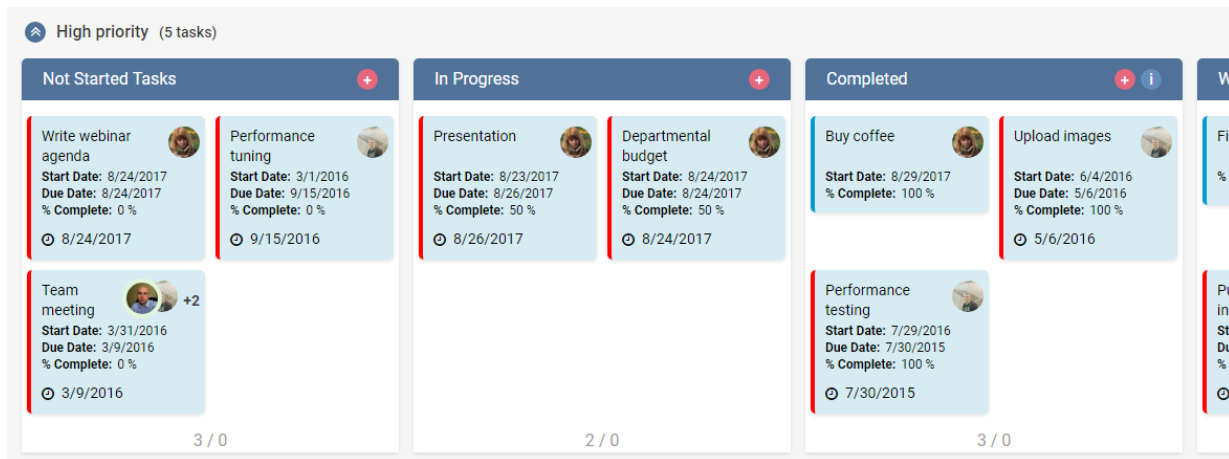 High priority (5 tasks)
Not Started Tasks
Write webinar
agenda
Start Date: 8/24/2017
Due Date: 8/24/2017
% Complete: 0 %
8/24/2017
Performance
tuning
Start Date: 3/1/2016
Due Date: 9/15/2016
% Complete: 0 %
9/15/2016
Team
meeting
+2
Start Date: 3/31/2016
Due Date: 3/9/2016
% Complete: 0 %
3/9/2016
3 / 0
In Progress
Presentation
Start Date: 8/23/2017
Due Date: 8/26/2017
% Complete: 50 %
8/26/2017
Departmental
budget
Start Date: 8/24/2017
Due Date: 8/24/2017
% Complete: 50 %
8/24/2017
2 / 0
Completed
Buy coffee
Start Date: 8/29/2017
% Complete: 100 %
Upload images
Start Date: 6/4/2016
Due Date: 5/6/2016
% Complete: 100 %
5/6/2016
Performance
testing
Start Date: 7/29/2016
Due Date: 7/30/2015
% Complete: 100 %
7/30/2015
3 / 0